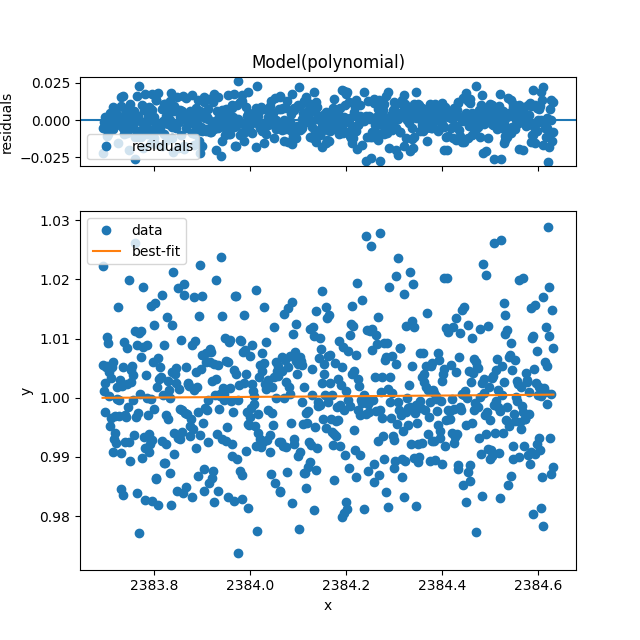 Model(polynomial)
residuals
0.025
0.000
−0.025
residuals
1.03
1.02
1.01
1.00
0.99
0.98
y
data
best-fit
2383.8 2384.0 2384.2 2384.4 2384.6
x